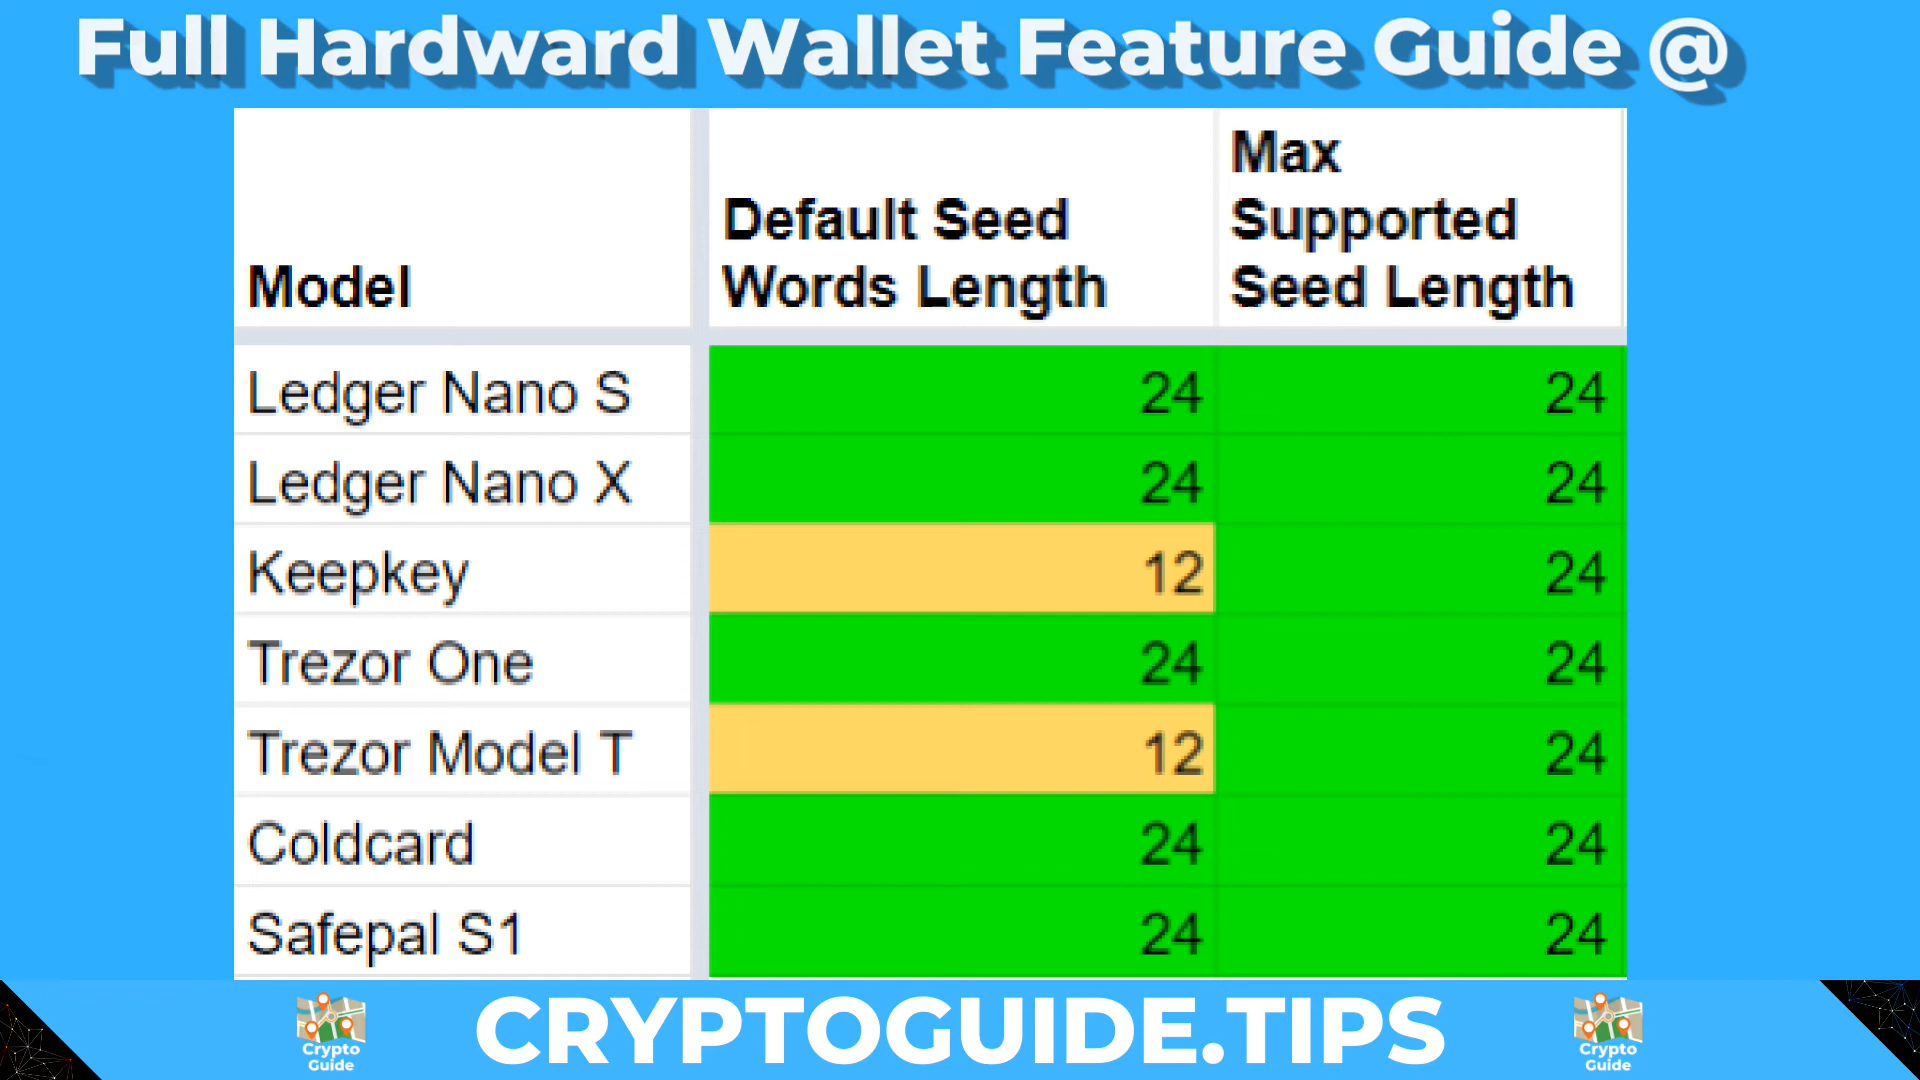 Full Hardward Wallet Feature Guide @
Max
Default Seed Supported
Model Words Length Seed Length
Ledger Nano S 24 24
Ledger Nano X 24 24
Keepkey 12 24
Trezor One 24 24
Trezor Model T 12 24
Coldcard 24 24
Safepal S1 24 24
CRYPTOGUIDE.TIPS
Crypto
Guide
Crypto
Guide